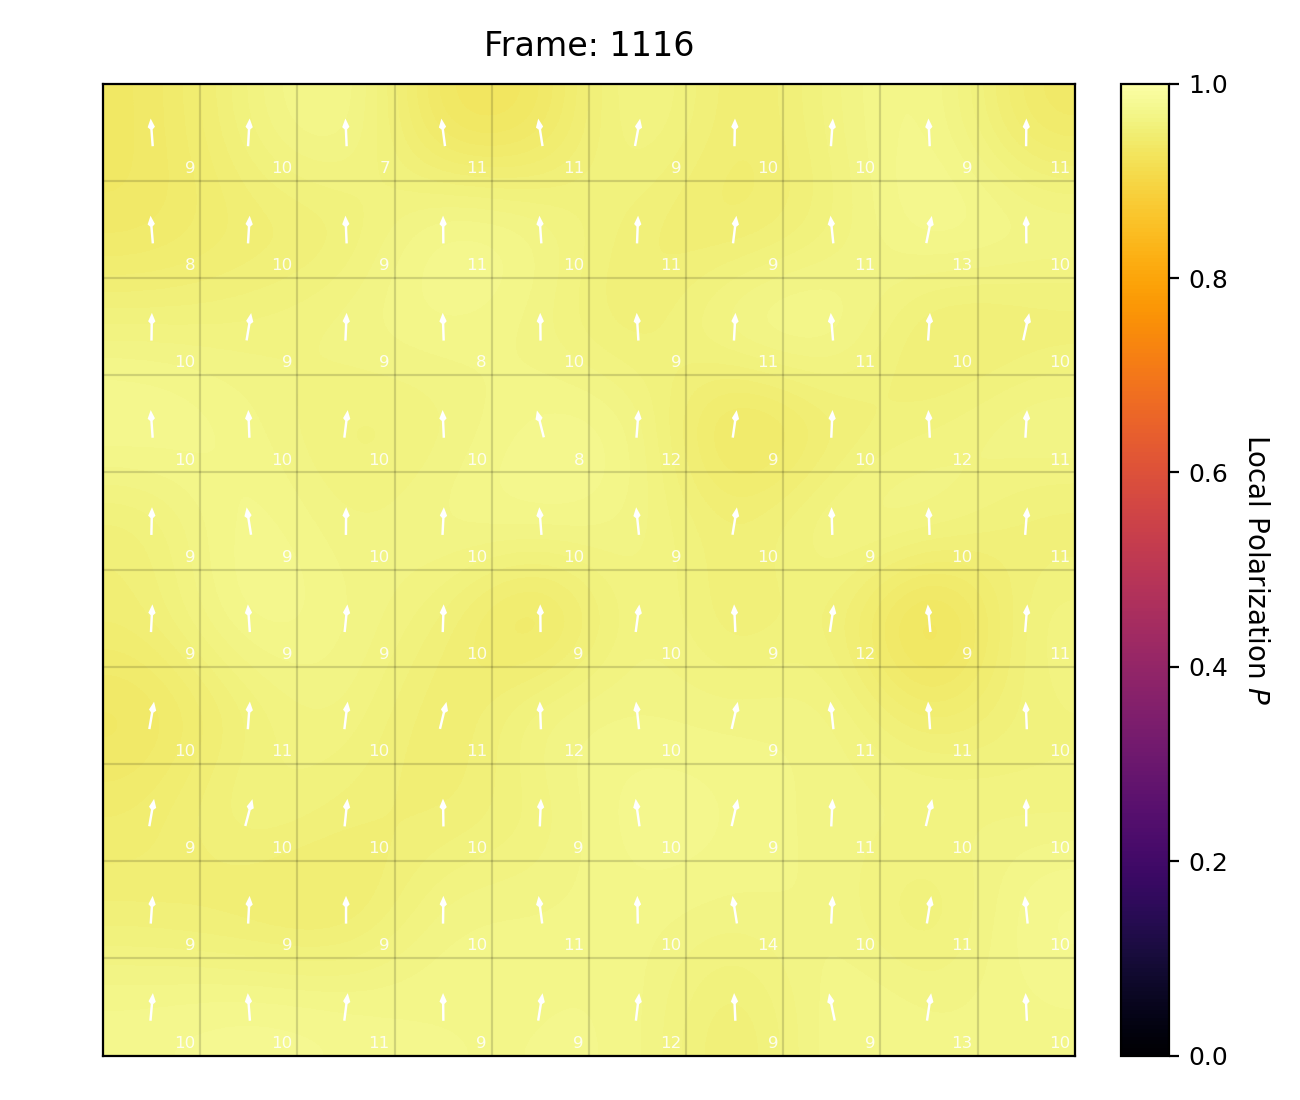 Frame: 1116
9 10 7 11 11 9 10 10 9 11
8 10 9 11 10 11 9 11 13 10
10 9 9 8 10 9 11 11 10 10
10 10 10 10 8 12 9 10 12 11
9 9 10 10 10 9 10 9 10 11
9 9 9 10 9 10 9 12 9 11
10 11 10 11 12 10 9 11 11 10
9 10 10 10 9 10 9 11 10 10
9 9 9 10 11 10 14 10 11 10
10 10 11 9 9 12 9 9 13 10
1.0
0.8
0.6
0.4
0.2
0.0
Local Polarization P